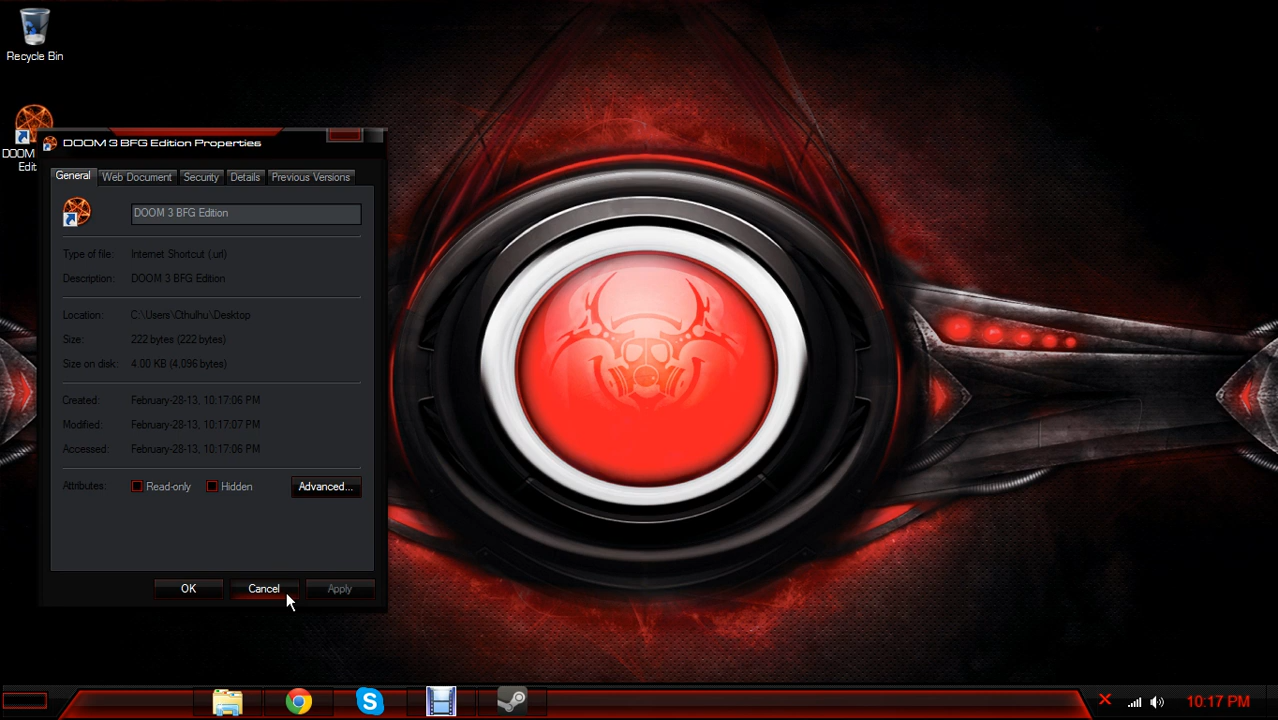 Recycle Bin
DOOM
Edit
DOOM 3 BFG Edition Properties
General Web Document Security Details Previous Versions
DOOM 3 BFG Edition
Type of file: Internet Shortcut (.url)
Description: DOOM 3 BFG Edition
Location: C:\Users\Cthulhu\Desktop
Size: 222 bytes (222 bytes)
Size on disk: 4.00 KB (4,096 bytes)
Created: February-28-13, 10:17:06 PM
Modified: February-28-13, 10:17:07 PM
Accessed: February-28-13, 10:17:06 PM
Attributes: Read-only Hidden Advanced...
OK Cancel Apply
10:17 PM